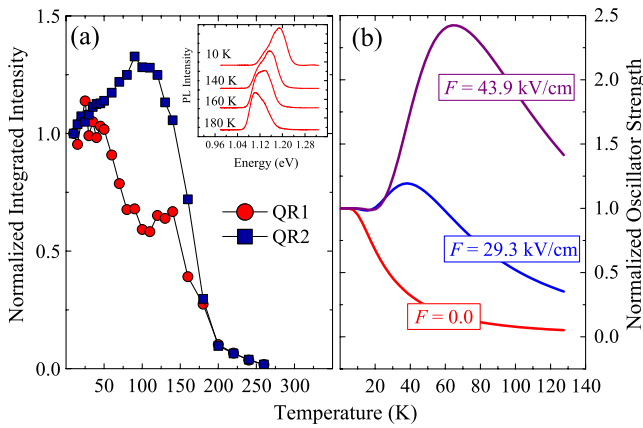 (a)
1.5
1.0
0.5
0.0
Normalized Integrated Intensity
50 100 150 200 250 300
QR1
QR2
PL Intensity
10 K
140 K
160 K
180 K
0.96 1.04 1.12 1.20 1.28
Energy (eV)
(b)
F = 43.9 kV/cm
F = 29.3 kV/cm
F = 0.0
2.5
2.0
1.5
1.0
0.5
0.0
Normalized Oscillator Strength
20 40 60 80 100 120 140
Temperature (K)